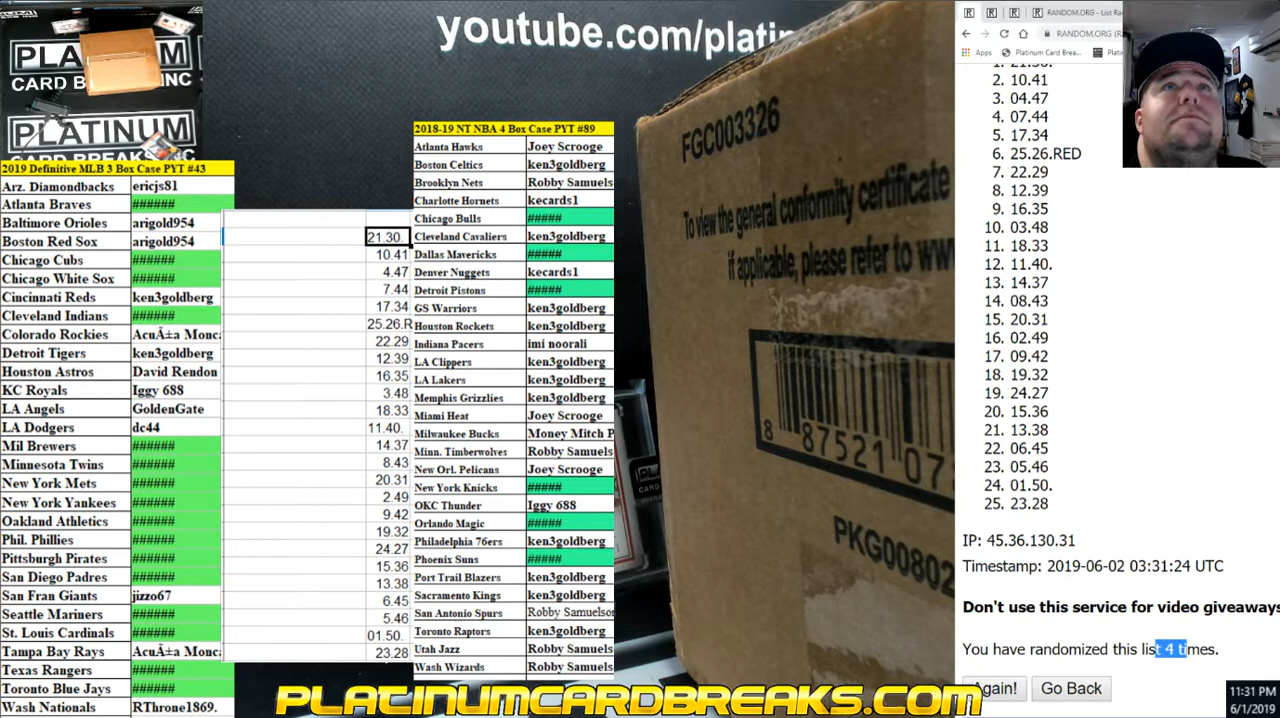 youtube.com/platin
PLATINUM
CARD BREAKS INC
PLATINUM
CARD BREAKS INC
2019 Definitive MLB 3 Box Case PYT #43
Arz. Diamondbacks ericjs81
Atlanta Braves ######
Baltimore Orioles arigold954
Boston Red Sox arigold954
Chicago Cubs ######
Chicago White Sox ######
Cincinnati Reds ken3goldberg
Cleveland Indians ######
Colorado Rockies AcuÃ±a Monca
Detroit Tigers ken3goldberg
Houston Astros David Rendon
KC Royals Iggy 688
LA Angels GoldenGate
LA Dodgers dc44
Mil Brewers ######
Minnesota Twins ######
New York Mets ######
New York Yankees ######
Oakland Athletics ######
Phil. Phillies ######
Pittsburgh Pirates ######
San Diego Padres ######
San Fran Giants jizzo67
Seattle Mariners ######
St. Louis Cardinals ######
Tampa Bay Rays AcuÃ±a Monca
Texas Rangers ######
Toronto Blue Jays ######
Wash Nationals RThrone1869.
21.30.
10.41
4.47
7.44
17.34
25.26.R
22.29
12.39
16.35
3.48
18.33
11.40.
14.37
8.43
20.31
2.49
9.42
19.32
24.27
15.36
13.38
6.45
5.46
01.50.
23.28
2018-19 NT NBA 4 Box Case PYT #89
Atlanta Hawks Joey Scrooge
Boston Celtics ken3goldberg
Brooklyn Nets Robby Samuels
Charlotte Hornets kecards1
Chicago Bulls #####
Cleveland Cavaliers ken3goldberg
Dallas Mavericks #####
Denver Nuggets kecards1
Detroit Pistons #####
GS Warriors ken3goldberg
Houston Rockets ken3goldberg
Indiana Pacers imi noorali
LA Clippers ken3goldberg
LA Lakers ken3goldberg
Memphis Grizzlies ken3goldberg
Miami Heat Joey Scrooge
Milwaukee Bucks Money Mitch P
Minn. Timberwolves Robby Samuels
New Orl. Pelicans Joey Scrooge
New York Knicks #####
OKC Thunder Iggy 688
Orlando Magic #####
Philadelphia 76ers ken3goldberg
Phoenix Suns #####
Port Trail Blazers ken3goldberg
Sacramento Kings ken3goldberg
San Antonio Spurs Robby Samuelson
Toronto Raptors ken3goldberg
Utah Jazz Robby Samuels
Wash Wizards Robby Samuels
FGC003326
To view the general conformity certificate
if applicable, please refer to ww
8 87521 07
PKG00802
PLATINUMCARDBREAKS.COM
RANDOM.ORG - List Ra
RANDOM.ORG (R
Apps Platinum Card Brea... Plati
1. 21.30.
2. 10.41
3. 04.47
4. 07.44
5. 17.34
6. 25.26.RED
7. 22.29
8. 12.39
9. 16.35
10. 03.48
11. 18.33
12. 11.40.
13. 14.37
14. 08.43
15. 20.31
16. 02.49
17. 09.42
18. 19.32
19. 24.27
20. 15.36
21. 13.38
22. 06.45
23. 05.46
24. 01.50.
25. 23.28
IP: 45.36.130.31
Timestamp: 2019-06-02 03:31:24 UTC
Don't use this service for video giveaways
You have randomized this list 4 times.
Again! Go Back
11:31 PM
6/1/2019